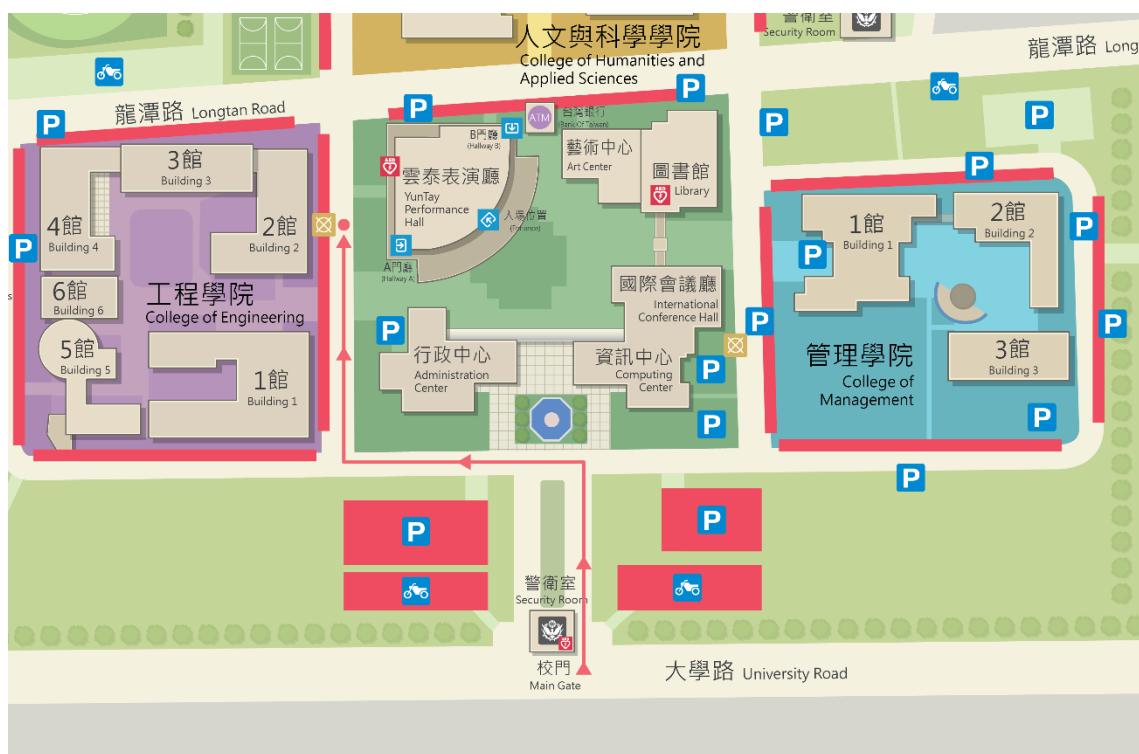 人文與科學學院
College of Humanities and
Applied Sciences
警衛室
Security Room
龍潭路 Long
龍潭路 Longtan Road
P
P
P
P
P
3館
Building 3
B門廳
(Hallway B)
ATM
台灣銀行
(Bank Of Taiwan)
藝術中心
Art Center
圖書館
Library
AED
AED
雲泰表演廳
YunTay
Performance
Hall
入場位置
(Entrance)
A門廳
(Hallway A)
4館
Building 4
2館
Building 2
1館
Building 1
2館
Building 2
P
P
P
6館
Building 6
工程學院
College of Engineering
國際會議廳
International
Conference Hall
P
P
P
5館
Building 5
1館
Building 1
行政中心
Administration
Center
資訊中心
Computing
Center
P
管理學院
College of
Management
3館
Building 3
P
P
P
P
P
警衛室
Security Room
校門
Main Gate
大學路 University Road